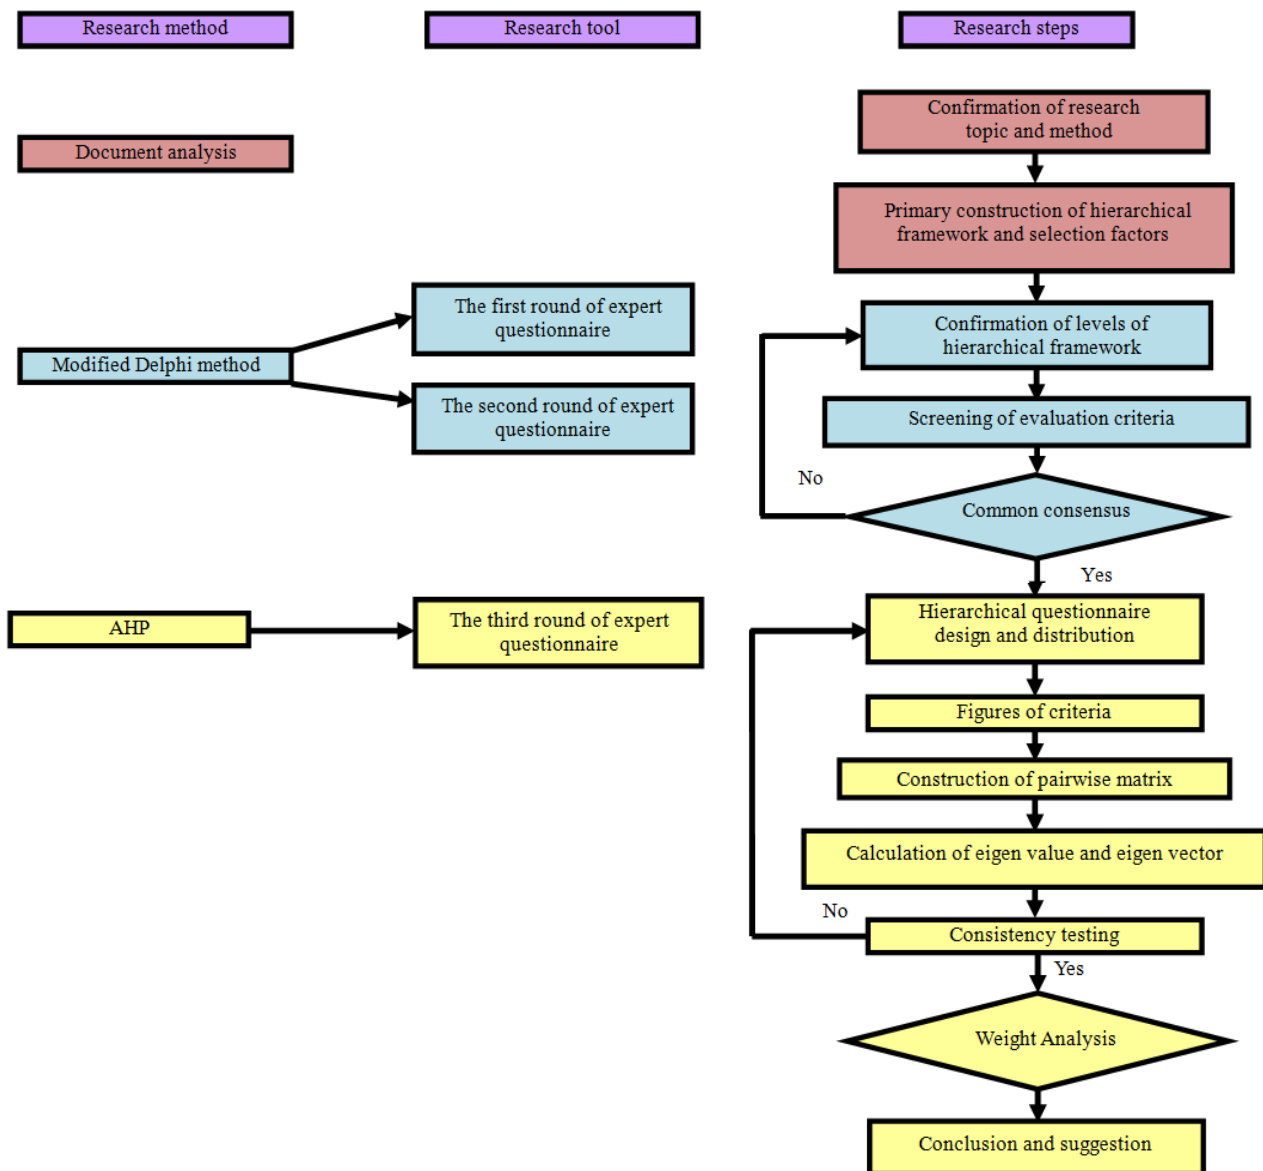 Research method
Research tool
Research steps
Confirmation of research
topic and method
Document analysis
Primary construction of hierarchical
framework and selection factors
The first round of expert
questionnaire
Confirmation of levels of
hierarchical framework
Modified Delphi method
The second round of expert
questionnaire
Screening of evaluation criteria
No
Common consensus
Yes
Hierarchical questionnaire
design and distribution
AHP
The third round of expert
questionnaire
Figures of criteria
Construction of pairwise matrix
Calculation of eigen value and eigen vector
No
Consistency testing
Yes
Weight Analysis
Conclusion and suggestion